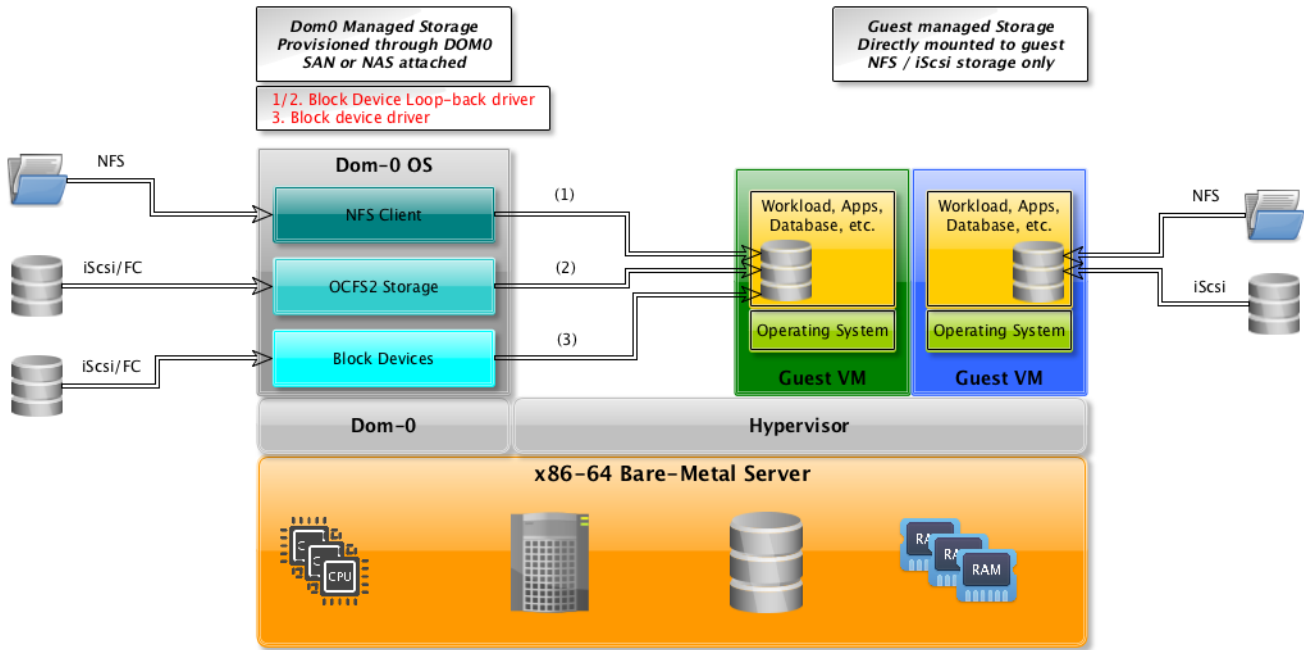 Dom0 Managed Storage
Provisioned through DOM0
SAN or NAS attached
Guest managed Storage
Directly mounted to guest
NFS / iScsi storage only
1/2. Block Device Loop-back driver
3. Block device driver
NFS
Dom-0 OS
NFS Client
(1)
iScsi/FC
OCFS2 Storage
(2)
iScsi/FC
Block Devices
(3)
Workload, Apps,
Database, etc.
Operating System
Guest VM
Workload, Apps,
Database, etc.
Operating System
Guest VM
NFS
iScsi
Dom-0
Hypervisor
x86-64 Bare-Metal Server
CPU
RAM